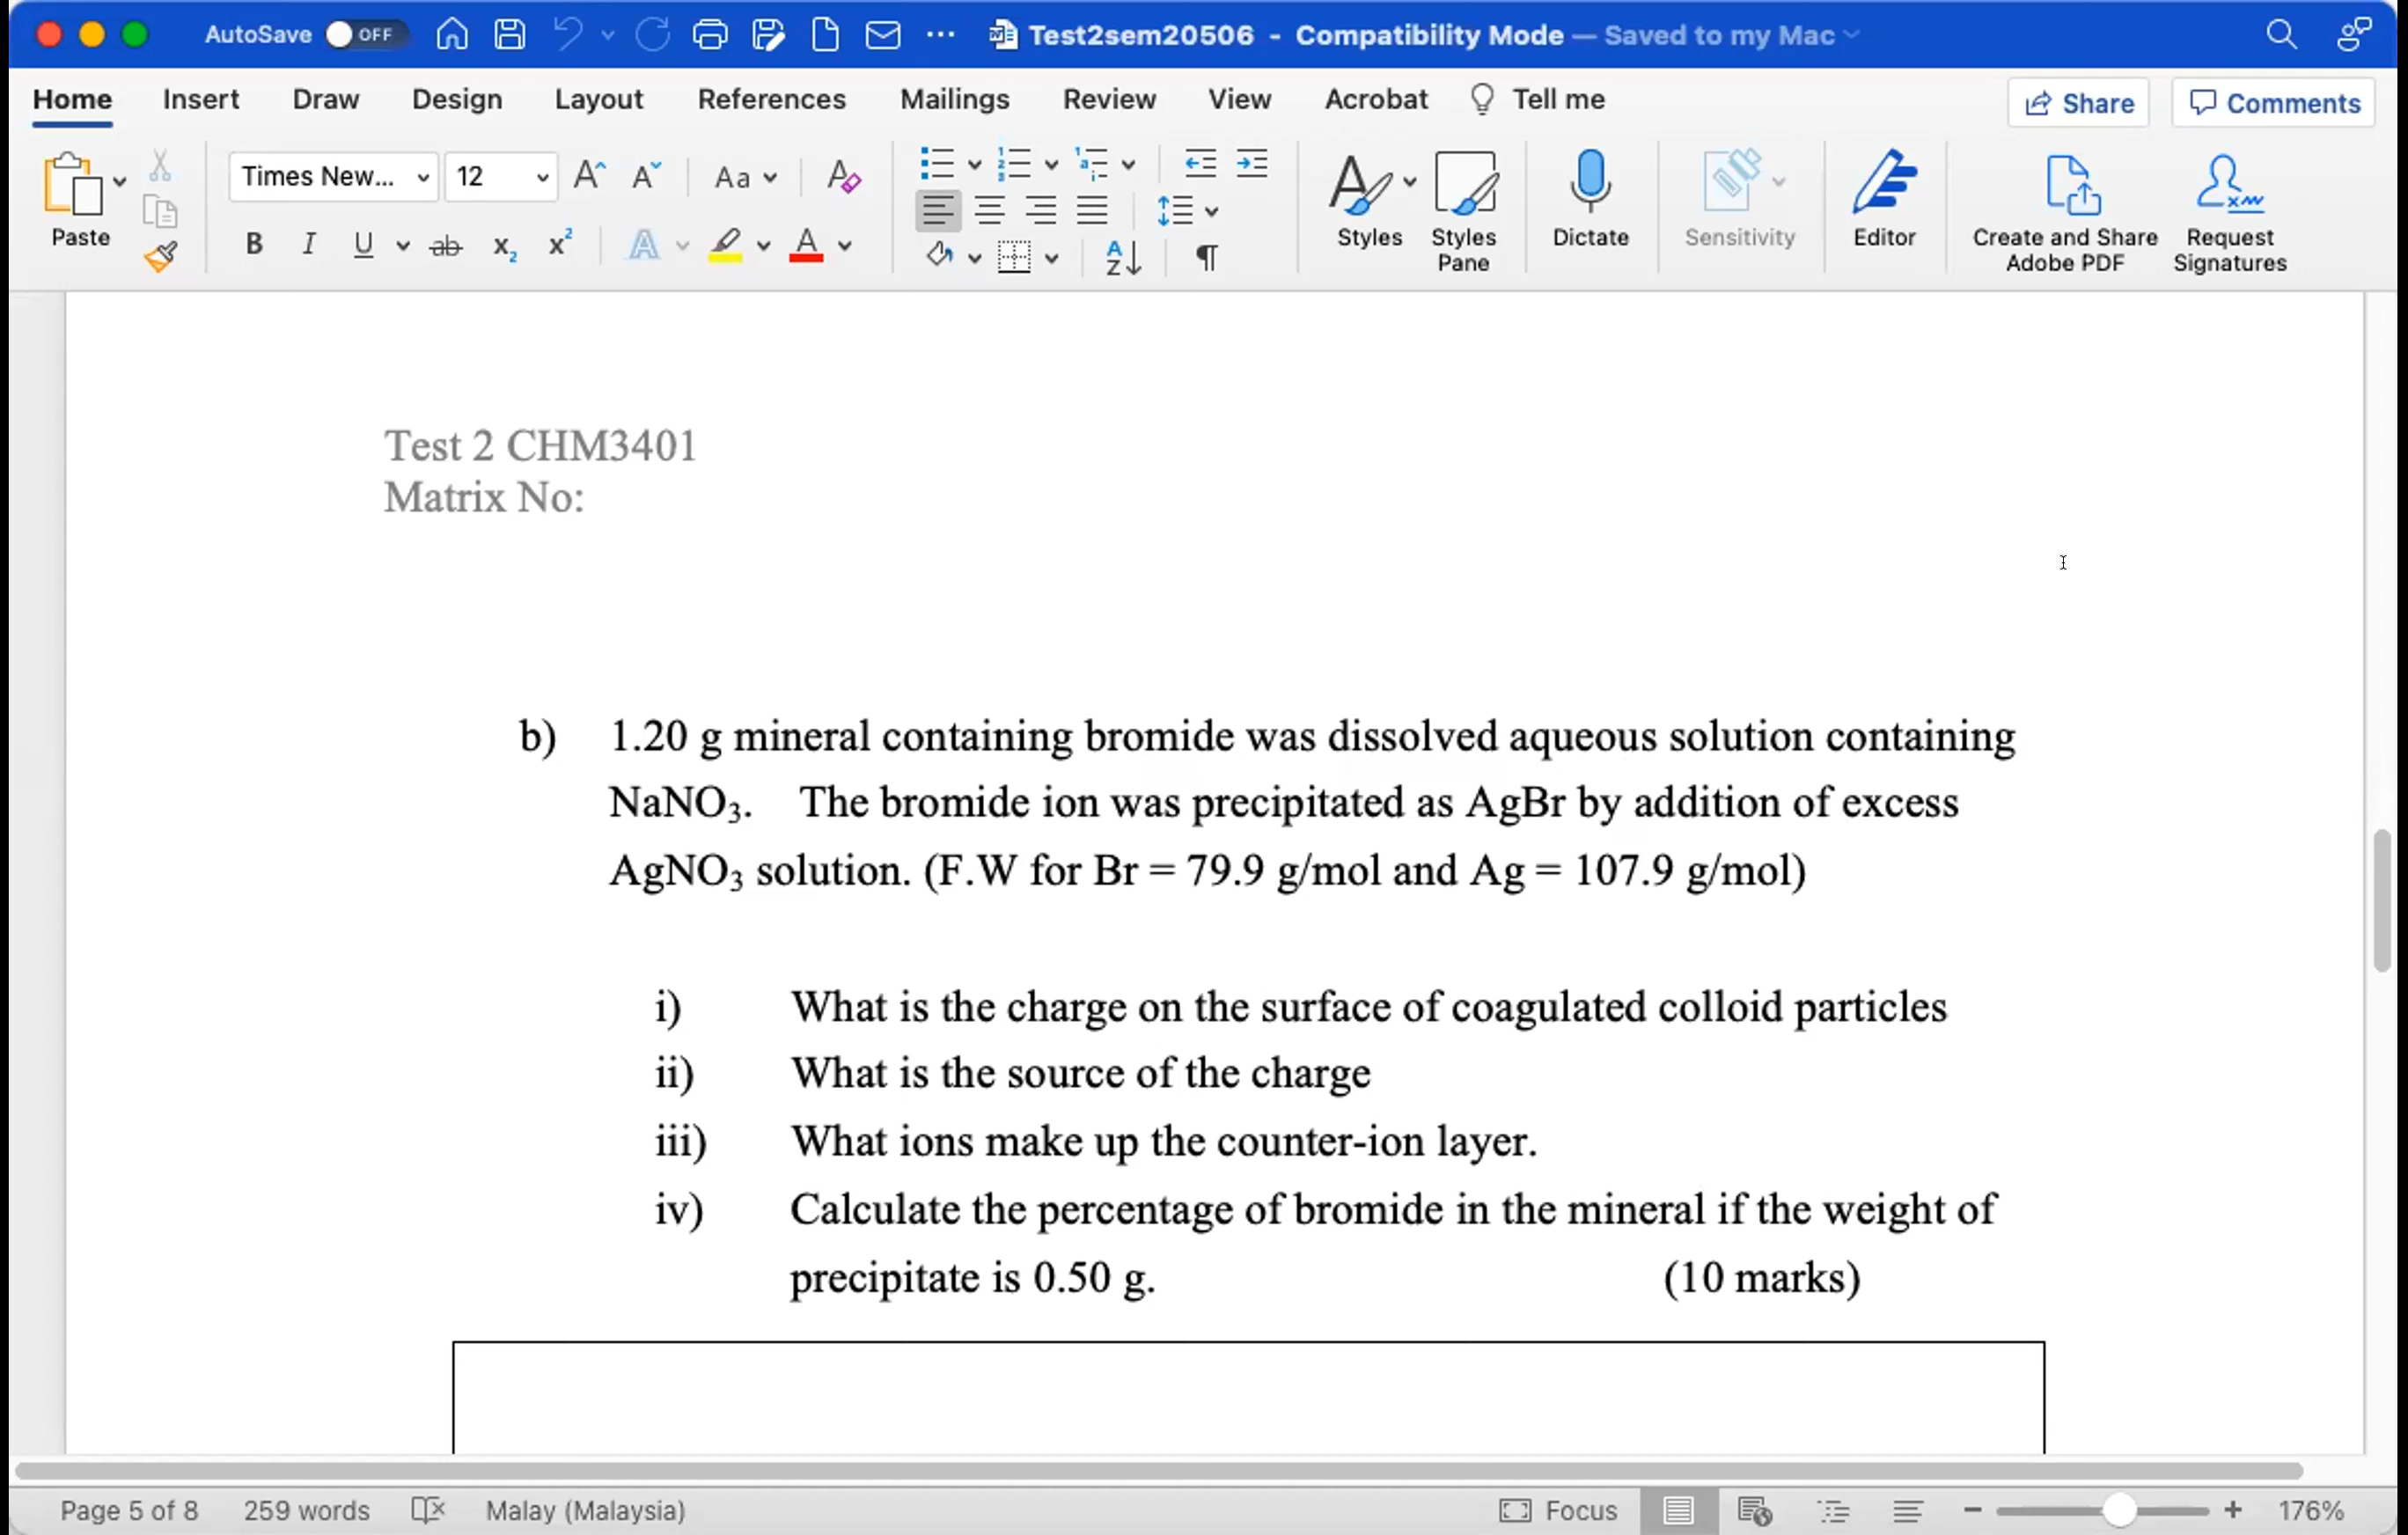 AutoSave OFF Test2sem20506 - Compatibility Mode — Saved to my Mac
Home Insert Draw Design Layout References Mailings Review View Acrobat Tell me Share Comments
Paste
Times New... 12
Aa
B I U ab x₂ x²
Styles
Styles Pane
Dictate
Sensitivity
Editor
Create and Share Adobe PDF
Request Signatures
Test 2 CHM3401
Matrix No:
b) 1.20 g mineral containing bromide was dissolved aqueous solution containing
NaNO₃. The bromide ion was precipitated as AgBr by addition of excess
AgNO₃ solution. (F.W for Br = 79.9 g/mol and Ag = 107.9 g/mol)
i) What is the charge on the surface of coagulated colloid particles
ii) What is the source of the charge
iii) What ions make up the counter-ion layer.
iv) Calculate the percentage of bromide in the mineral if the weight of
precipitate is 0.50 g. (10 marks)
Page 5 of 8 259 words Malay (Malaysia) Focus 176%